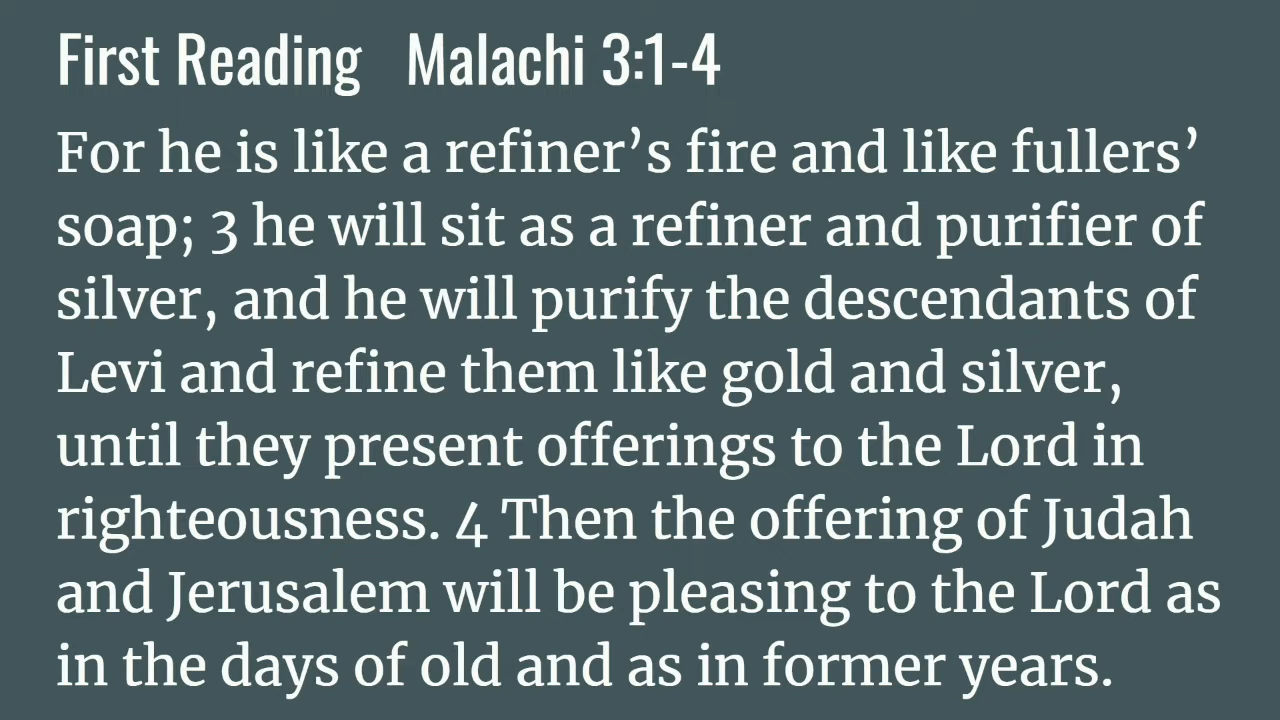 First Reading   Malachi 3:1-4
For he is like a refiner’s fire and like fullers’
soap; 3 he will sit as a refiner and purifier of
silver, and he will purify the descendants of
Levi and refine them like gold and silver,
until they present offerings to the Lord in
righteousness. 4 Then the offering of Judah
and Jerusalem will be pleasing to the Lord as
in the days of old and as in former years.